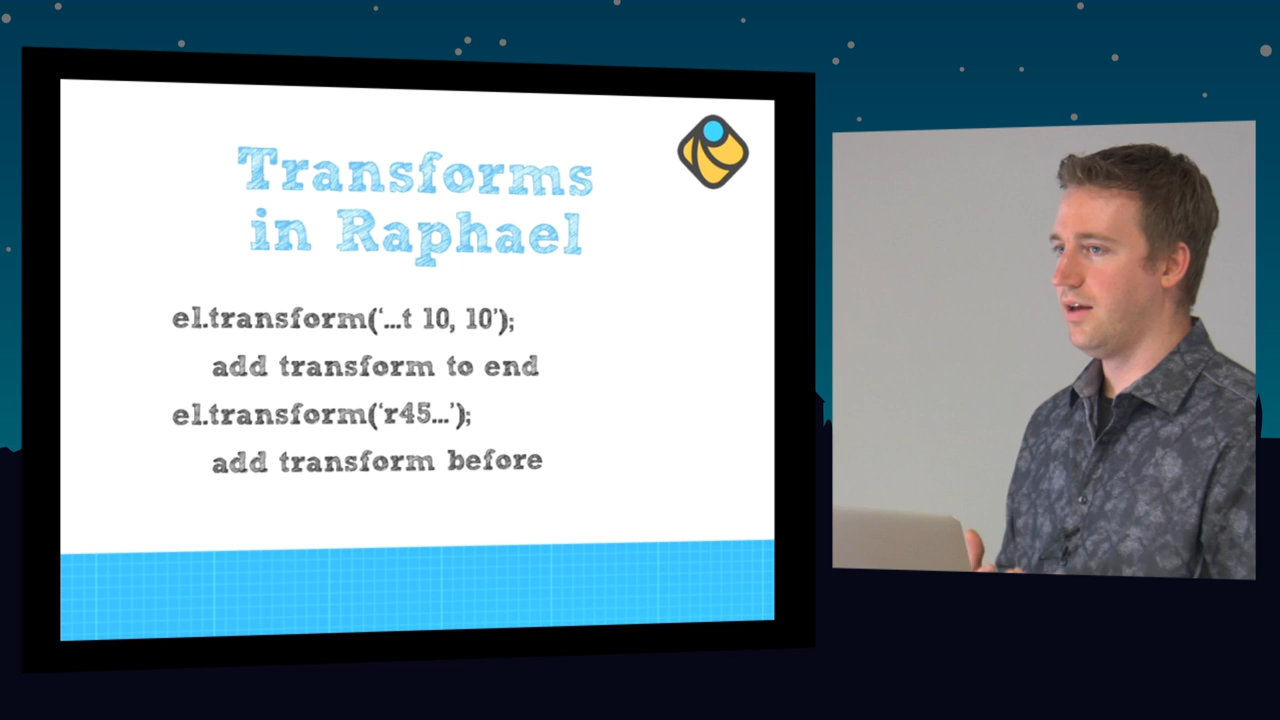 Transforms
in Raphael
el.transform('...t 10, 10');
add transform to end
el.transform('r45...');
add transform before